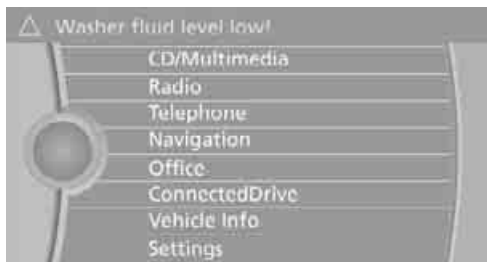 Washer fluid level low!
CD/Multimedia
Radio
Telephone
Navigation
Office
ConnectedDrive
Vehicle Info
Settings